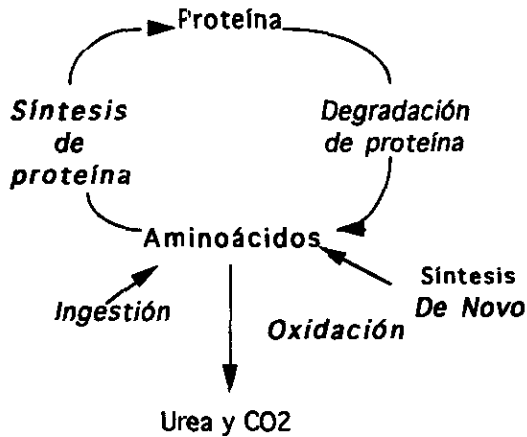 Proteína
Síntesis
de
proteína
Degradación
de proteína
Aminoácidos
Ingestión
Síntesis
De Novo
Oxidación
Urea y CO2